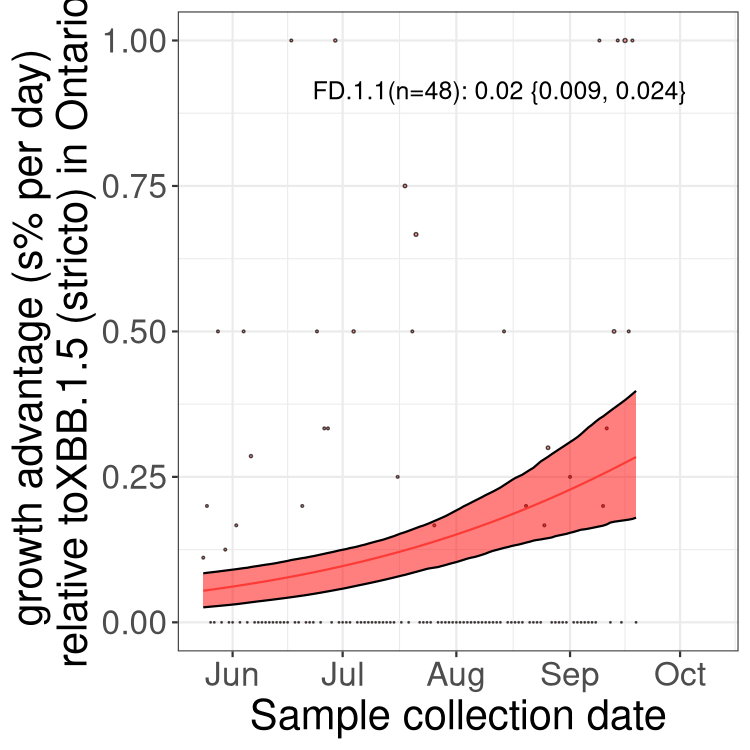 growth advantage (s% per day)
relative toXBB.1.5 (stricto) in Ontario
1.00
0.75
0.50
0.25
0.00
FD.1.1(n=48): 0.02 {0.009, 0.024}
Jun Jul Aug Sep Oct
Sample collection date